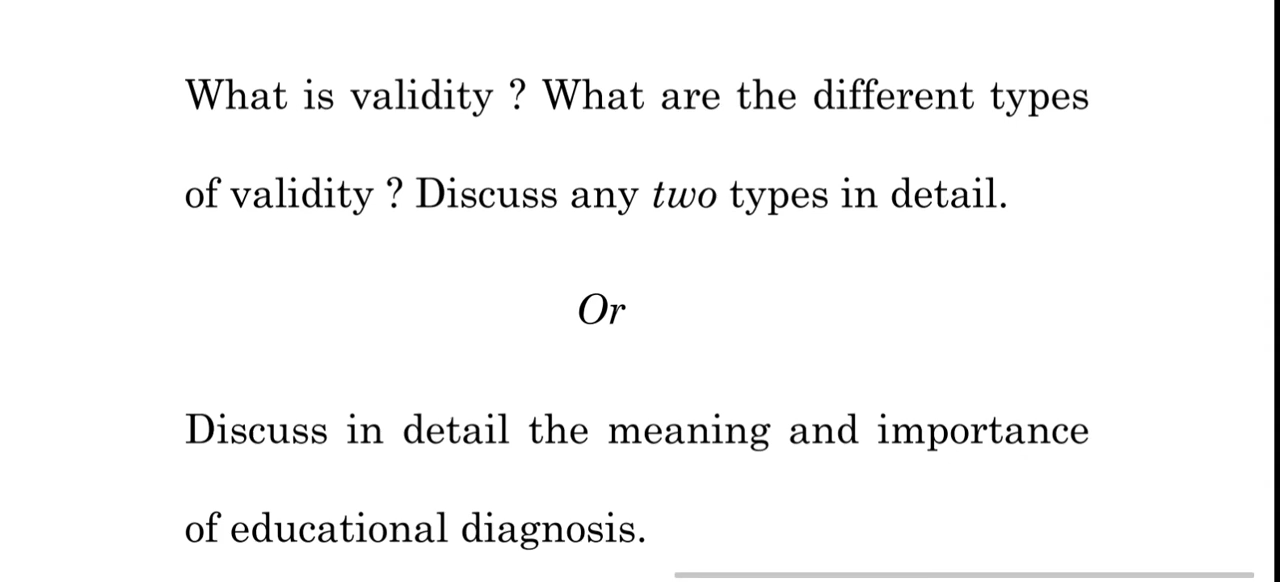 What is validity ? What are the different types
of validity ? Discuss any two types in detail.
Or
Discuss in detail the meaning and importance
of educational diagnosis.